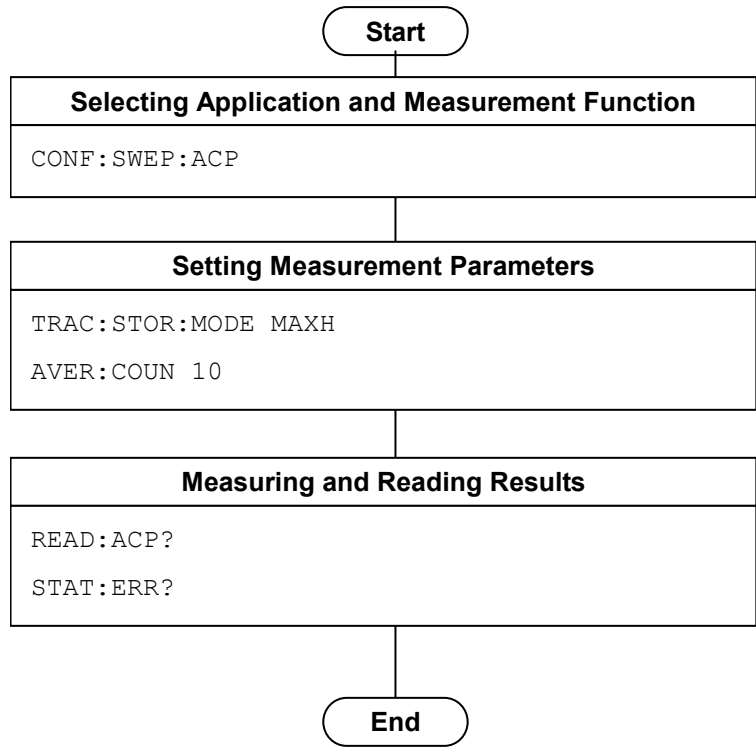 Start
Selecting Application and Measurement Function
CONF:SWEP:ACP
Setting Measurement Parameters
TRAC:STOR:MODE MAXH
AVER:COUN 10
Measuring and Reading Results
READ:ACP?
STAT:ERR?
End